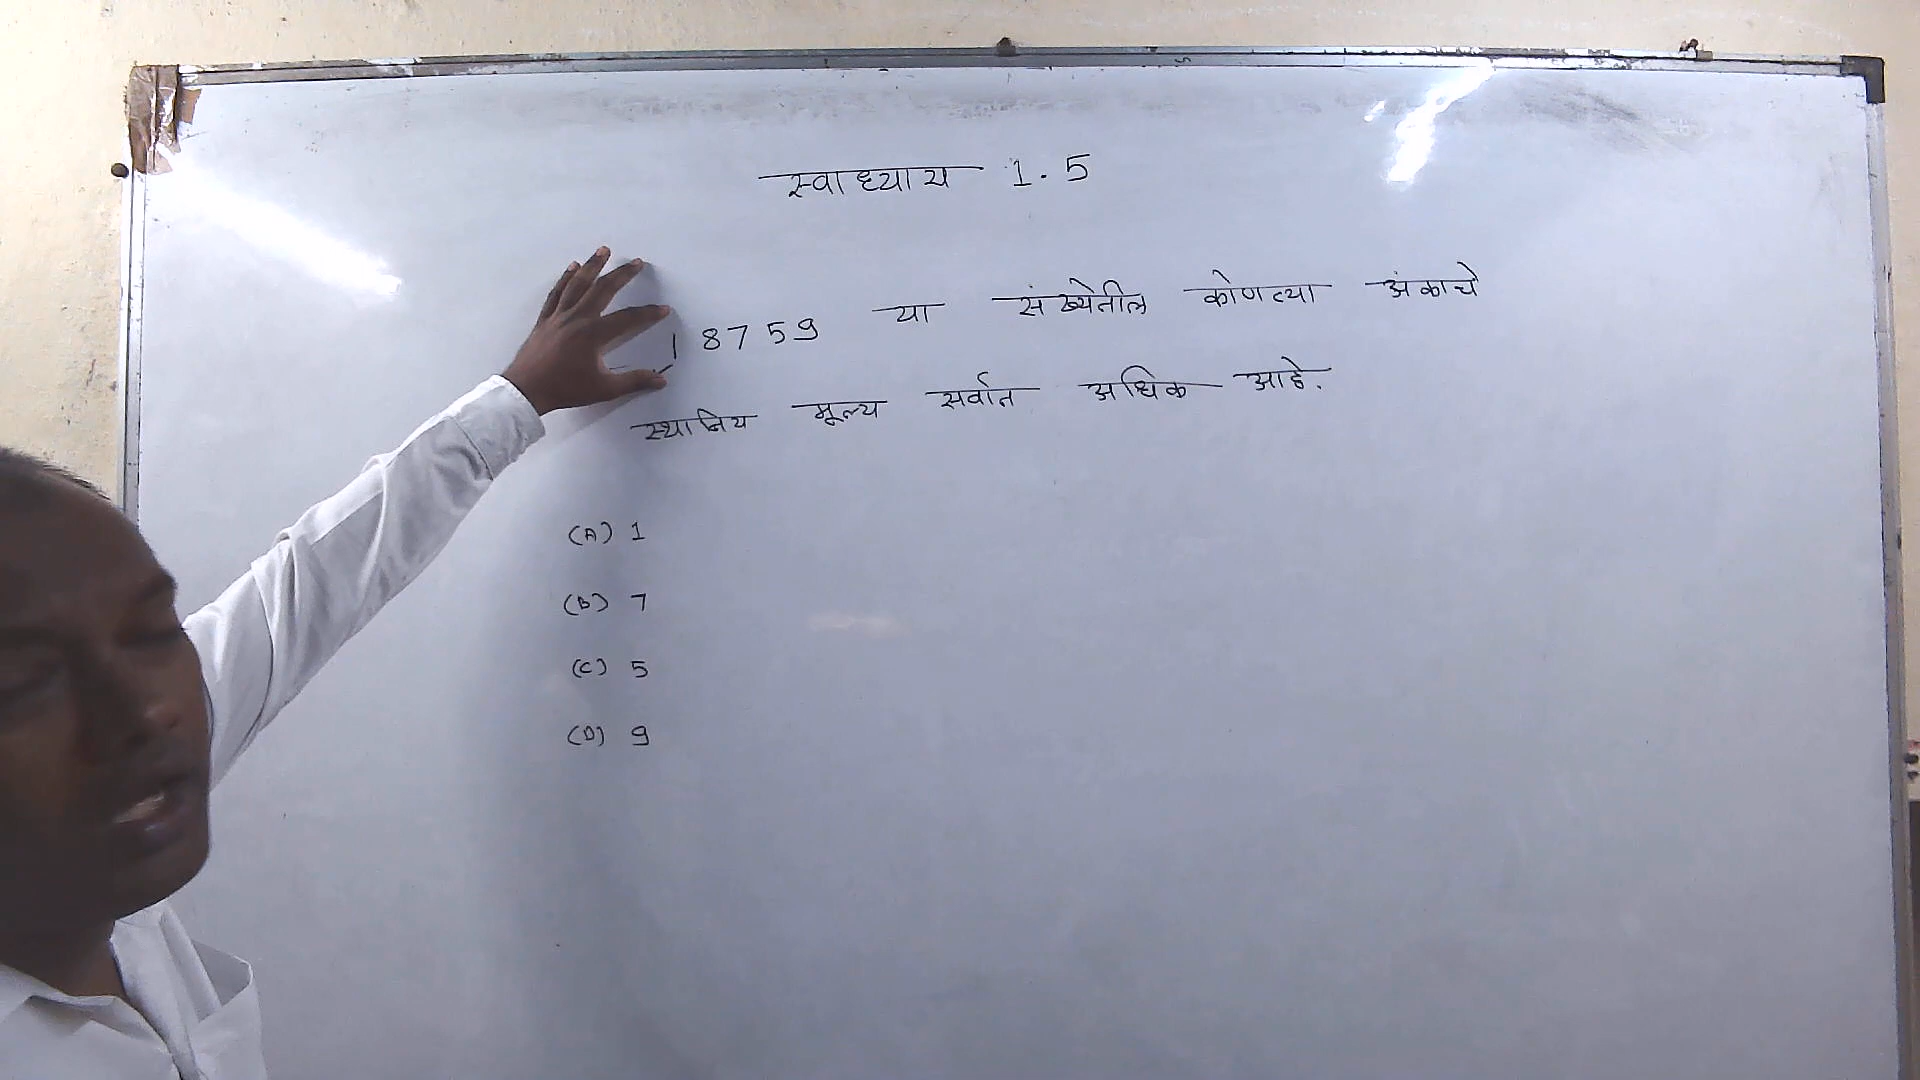 स्वाध्याय 1.5
18759 या संख्येतील कोणत्या अंकाचे
स्थानिय मूल्य सर्वात अधिक आहे.
(A) 1
(B) 7
(C) 5
(D) 9